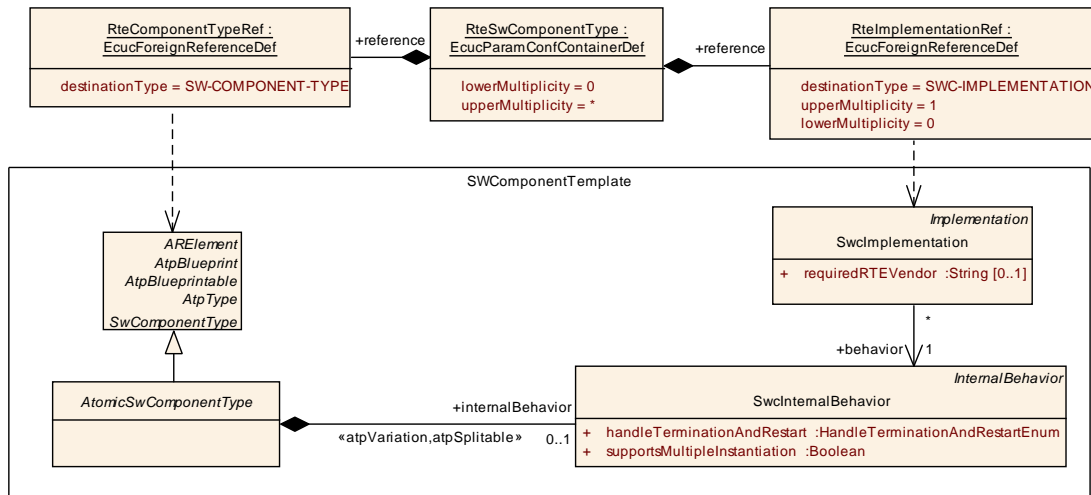 RteComponentTypeRef :
EcucForeignReferenceDef
destinationType = SW-COMPONENT-TYPE
+reference
RteSwComponentType :
EcucParamConfContainerDef
lowerMultiplicity = 0
upperMultiplicity = *
+reference
RteImplementationRef :
EcucForeignReferenceDef
destinationType = SWC-IMPLEMENTATION
upperMultiplicity = 1
lowerMultiplicity = 0
SWComponentTemplate
ARElement
AtpBlueprint
AtpBlueprintable
AtpType
SwComponentType
Implementation
SwcImplementation
+ requiredRTEVendor :String [0..1]
*
+behavior 1
AtomicSwComponentType
+internalBehavior
«atpVariation,atpSplitable» 0..1
InternalBehavior
SwcInternalBehavior
+ handleTerminationAndRestart :HandleTerminationAndRestartEnum
+ supportsMultipleInstantiation :Boolean